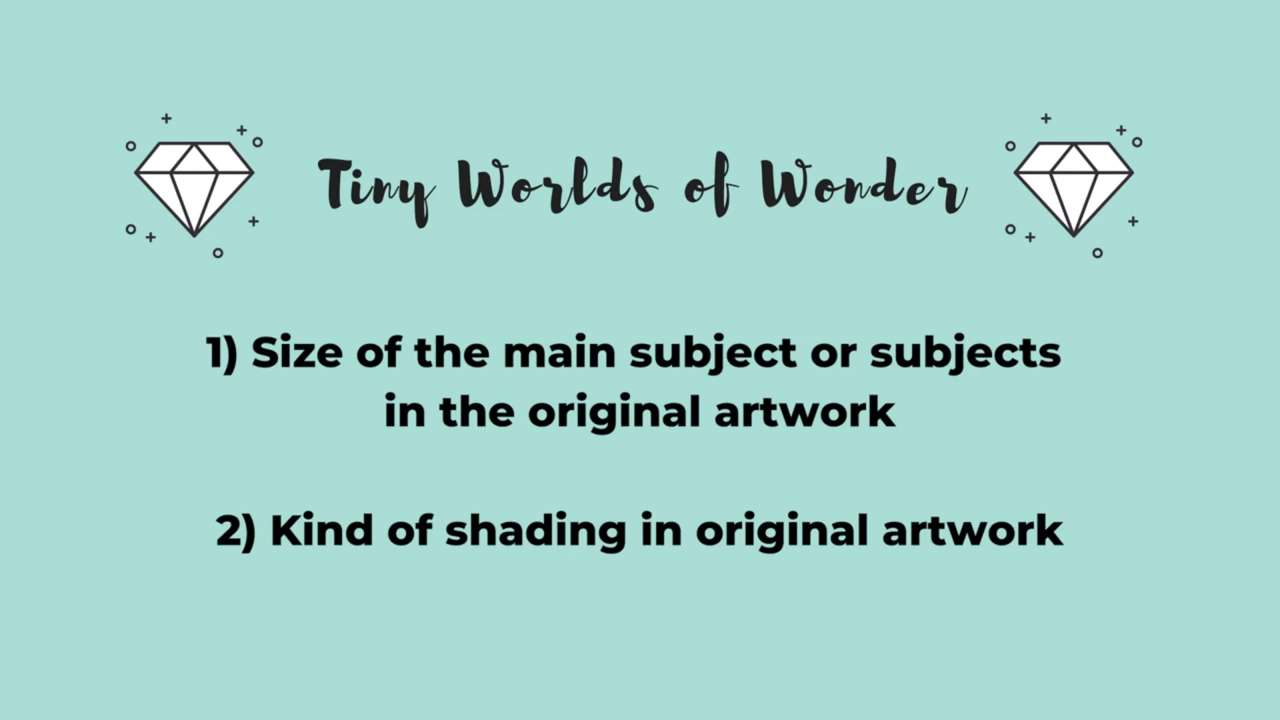 Tiny Worlds of Wonder
1) Size of the main subject or subjects
in the original artwork
2) Kind of shading in original artwork